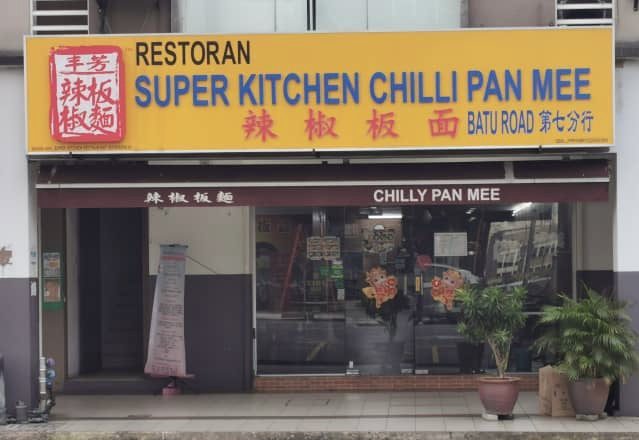 RESTORAN
SUPER KITCHEN CHILLI PAN MEE
辣椒板面 BATU ROAD 第七分行
丰芳
辣椒板麵
辣椒板麵 CHILLY PAN MEE